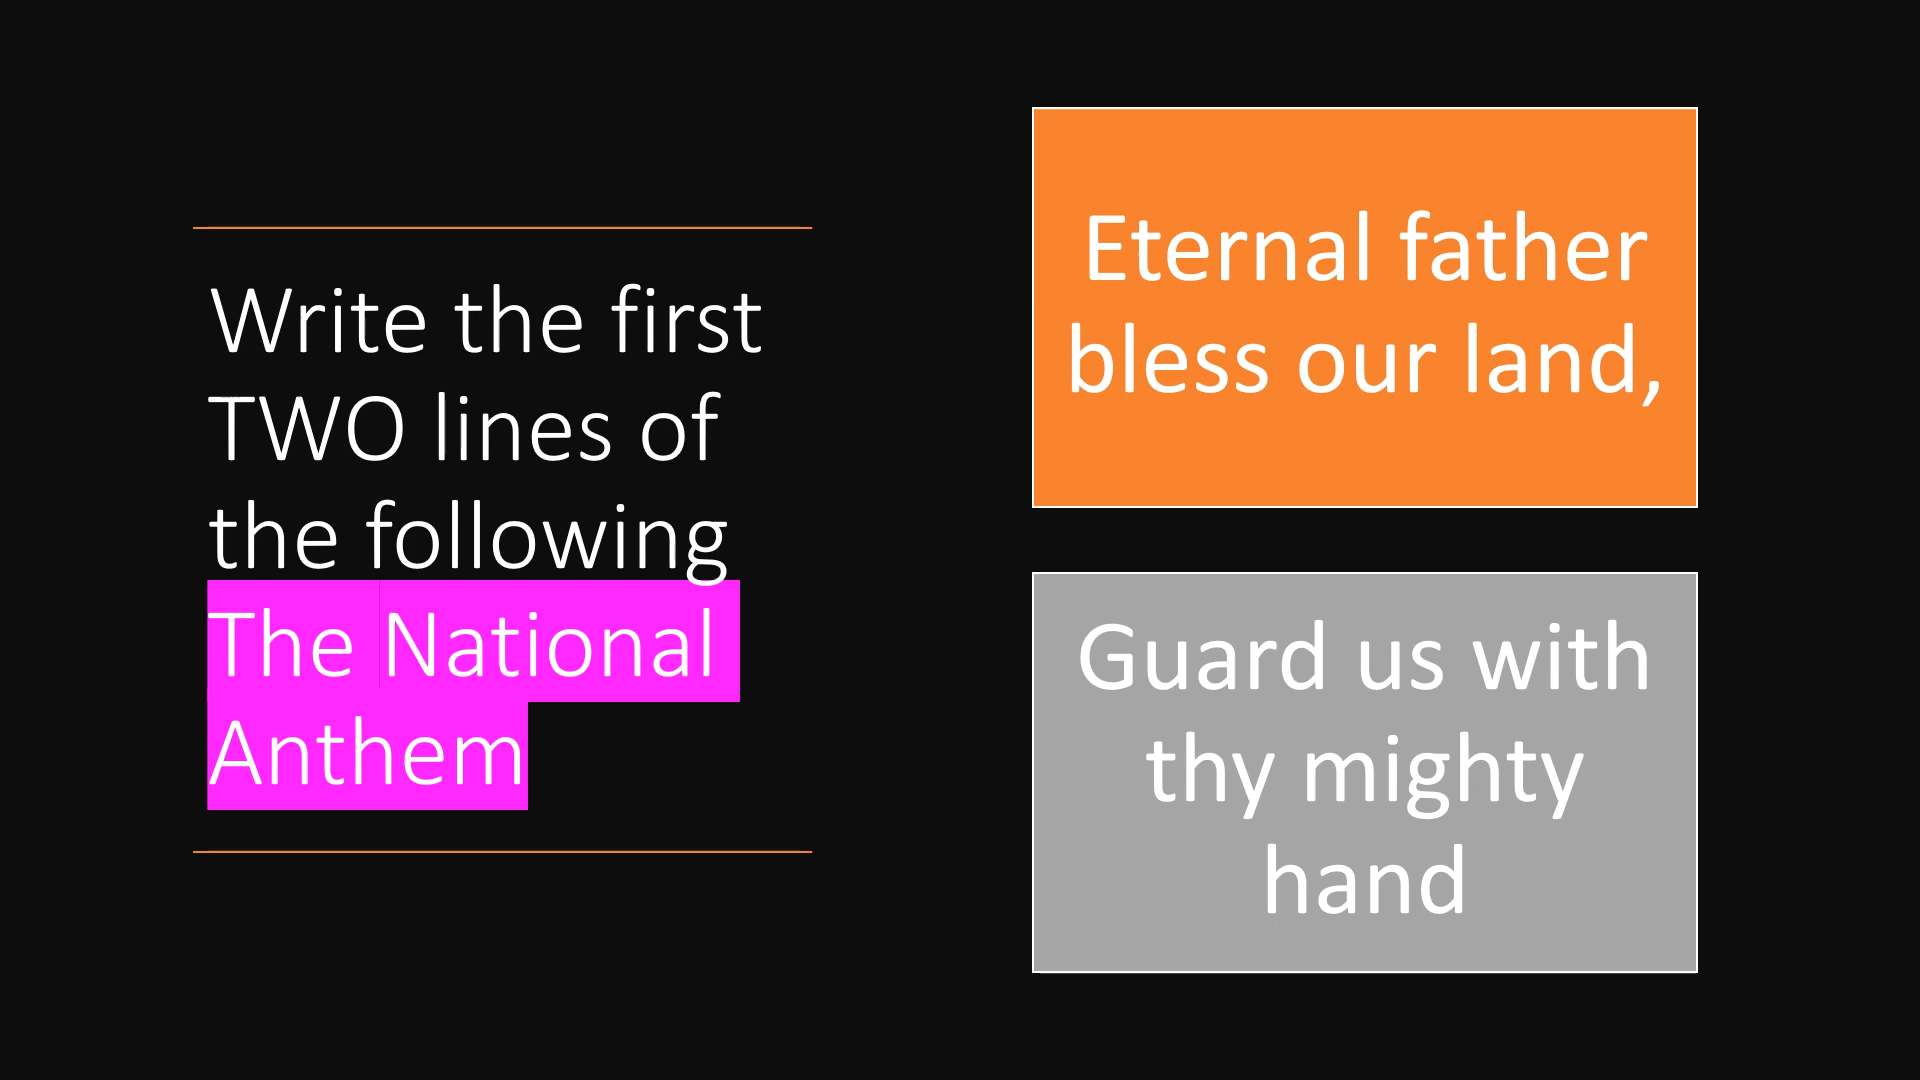 Write the first
TWO lines of
the following
The National
Anthem
Eternal father
bless our land,
Guard us with
thy mighty
hand